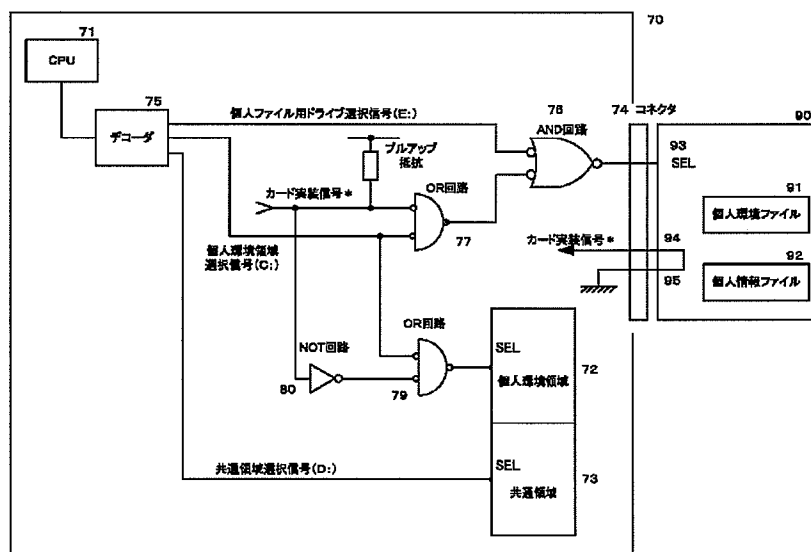 70
71
CPU
75
デコーダ
個人ファイル用ドライブ選択信号(E:)
プルアップ
抵抗
カード実装信号*
OR回路
77
個人環境領域
選択信号(C:)
76
AND回路
74 コネクタ
90
93
SEL
91
個人環境ファイル
カード実装信号*
94
95
92
個人情報ファイル
NOT回路
80
OR回路
79
SEL
個人環境領域
72
共通領域選択信号(D:)
SEL
共通領域
73